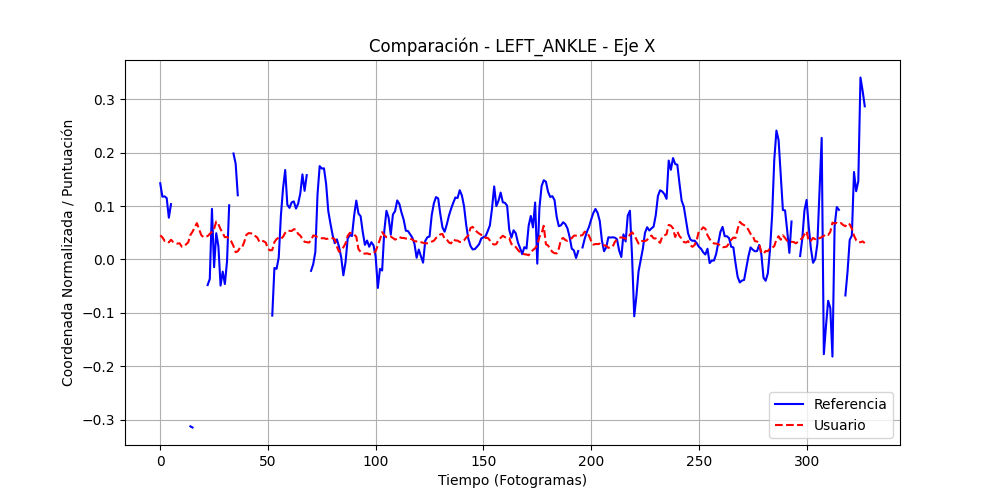 Comparación - LEFT_ANKLE - Eje X
Coordenada Normalizada / Puntuación
0.3
0.2
0.1
0.0
−0.1
−0.2
−0.3
0 50 100 150 200 250 300
Tiempo (Fotogramas)
Referencia
Usuario